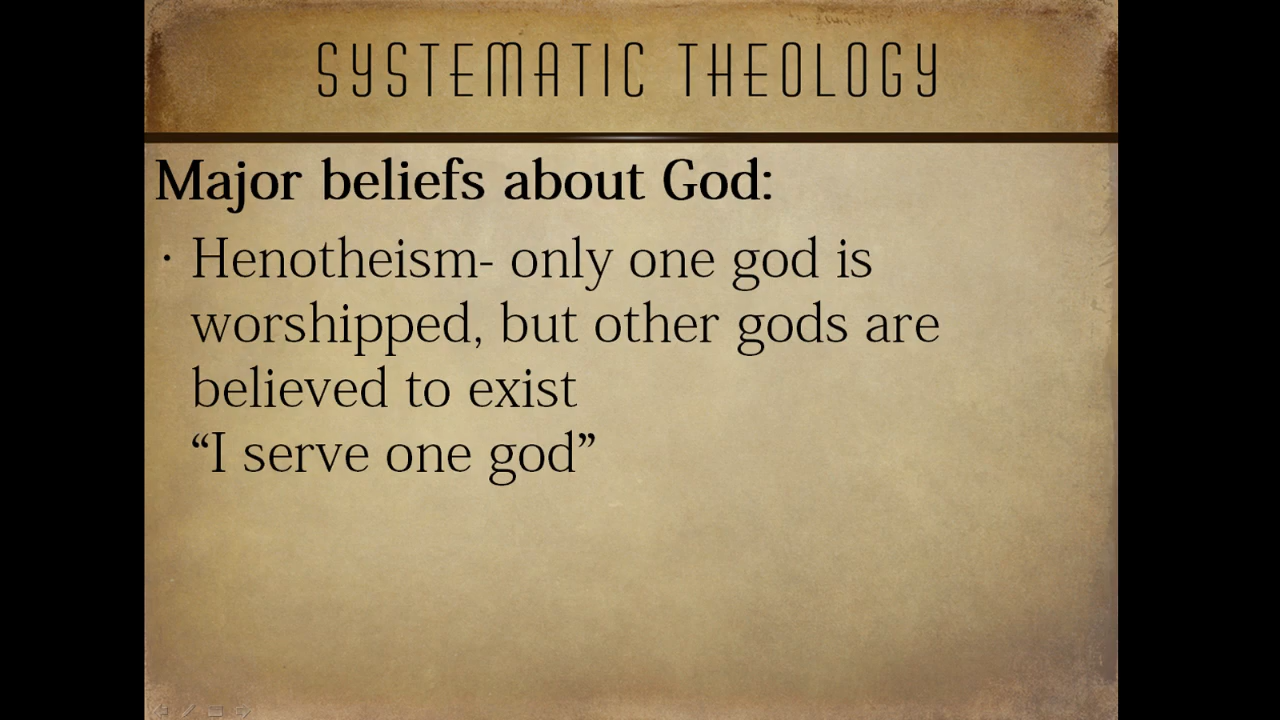 SYSTEMATIC THEOLOGY
Major beliefs about God:
· Henotheism- only one god is
worshipped, but other gods are
believed to exist
“I serve one god”